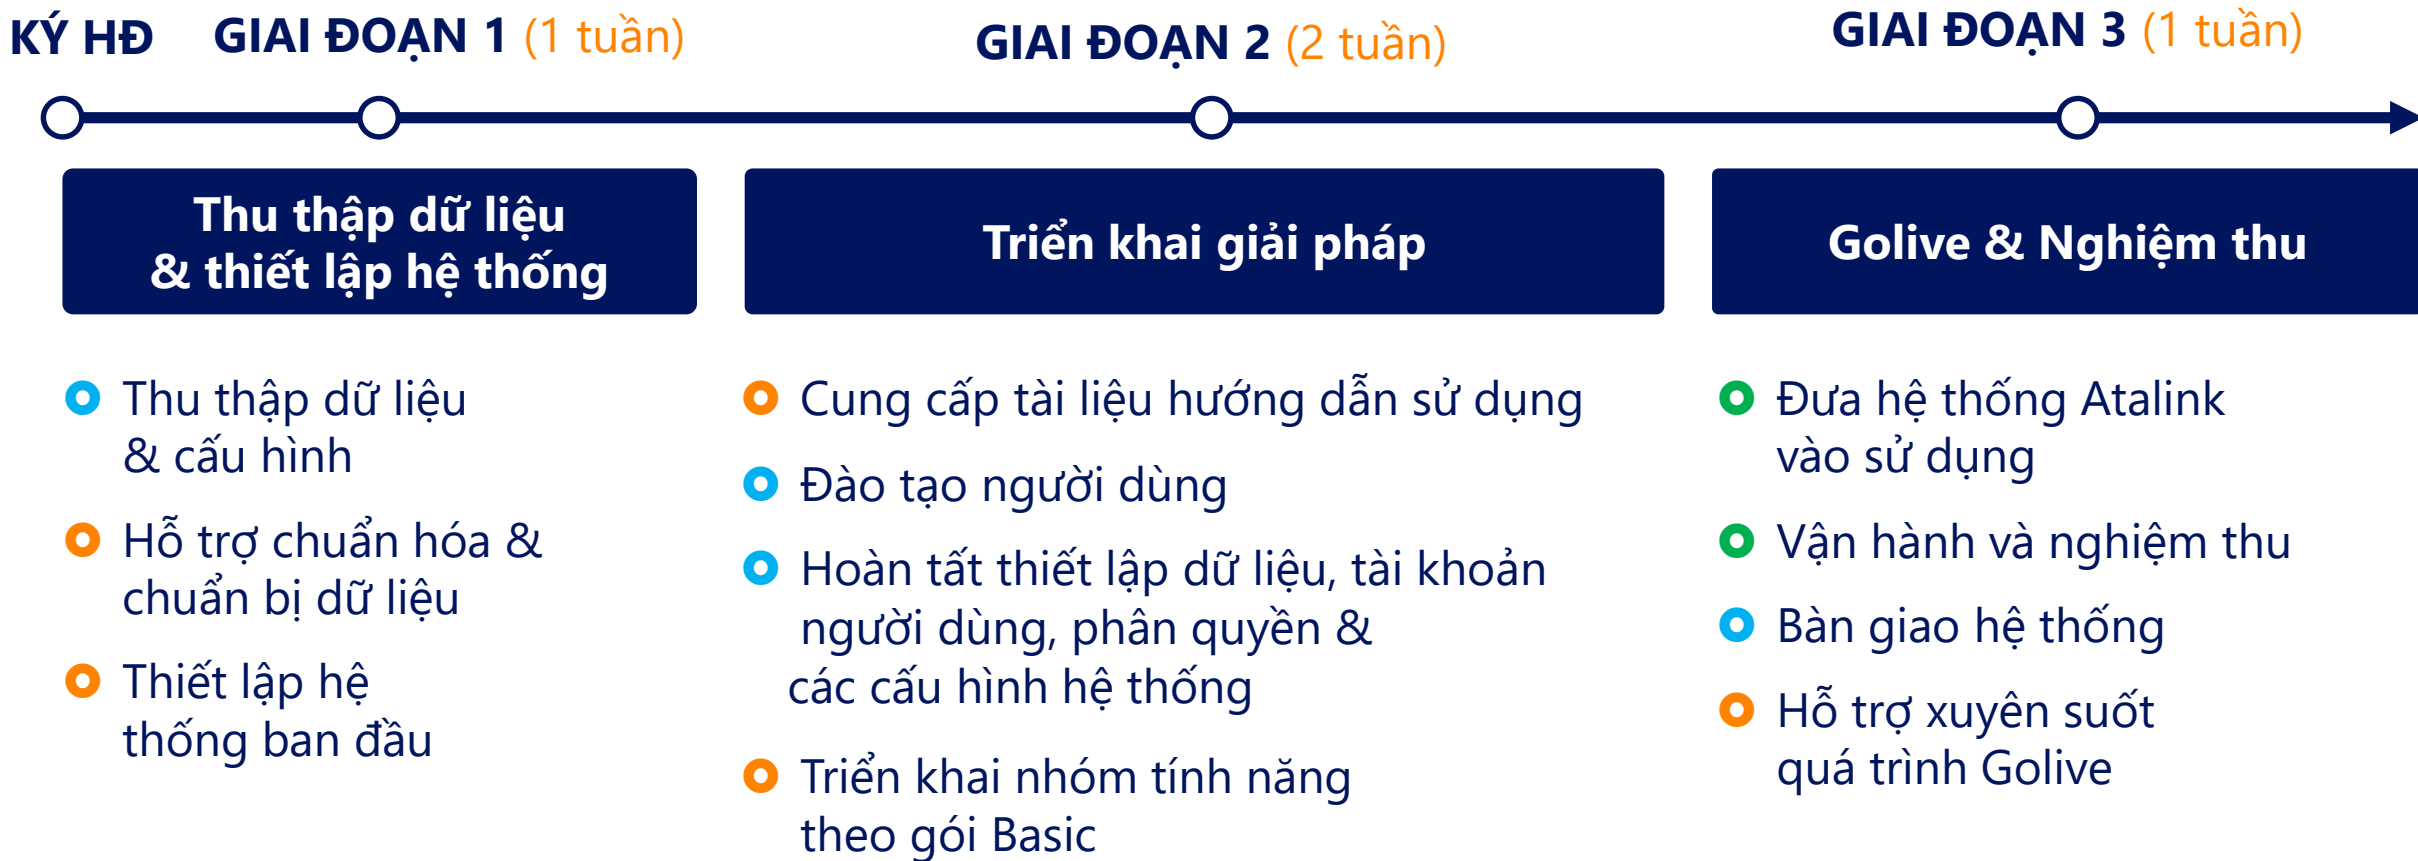 KÝ HĐ
GIAI ĐOẠN 1 (1 tuần)
GIAI ĐOẠN 2 (2 tuần)
GIAI ĐOẠN 3 (1 tuần)
Thu thập dữ liệu
& thiết lập hệ thống
Thu thập dữ liệu
& cấu hình
Hỗ trợ chuẩn hóa &
chuẩn bị dữ liệu
Thiết lập hệ
thống ban đầu
Triển khai giải pháp
Cung cấp tài liệu hướng dẫn sử dụng
Đào tạo người dùng
Hoàn tất thiết lập dữ liệu, tài khoản
người dùng, phân quyền &
các cấu hình hệ thống
Triển khai nhóm tính năng
theo gói Basic
Golive & Nghiệm thu
Đưa hệ thống Atalink
vào sử dụng
Vận hành và nghiệm thu
Bàn giao hệ thống
Hỗ trợ xuyên suốt
quá trình Golive